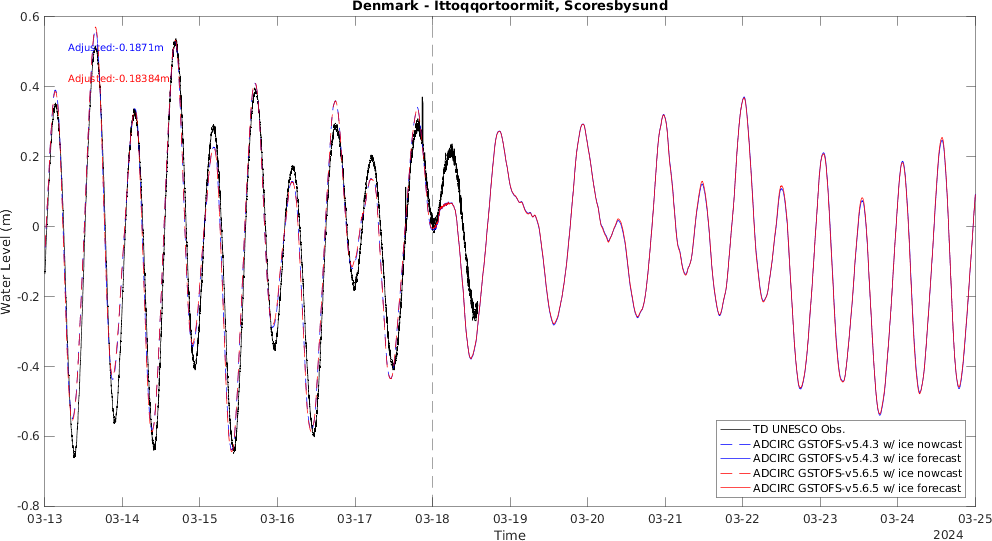 Denmark - Ittoqqortoormiit, Scoresbysund
Adjusted:-0.1871m
Adjusted:-0.18384m
Water Level (m)
0.6
0.4
0.2
0
-0.2
-0.4
-0.6
-0.8
TD UNESCO Obs.
ADCIRC GSTOFS-v5.4.3 w/ ice nowcast
ADCIRC GSTOFS-v5.4.3 w/ ice forecast
ADCIRC GSTOFS-v5.6.5 w/ ice nowcast
ADCIRC GSTOFS-v5.6.5 w/ ice forecast
03-13 03-14 03-15 03-16 03-17 03-18 03-19 03-20 03-21 03-22 03-23 03-24 03-25
Time
2024